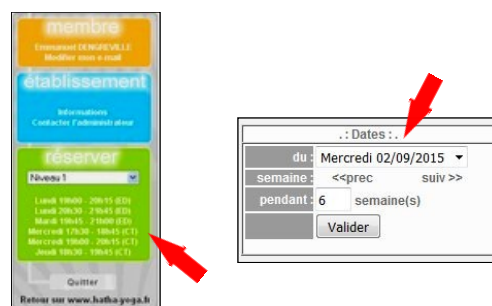 membre
Emmanuel DENGREVILLE
Modifier mon e-mail
établissement
Informations
Contacter l'administrateur
réserver
Niveau 1
Lundi 19h00 - 20h15 (ED)
Lundi 20h30 - 21h45 (ED)
Mardi 19h45 - 21h00 (ED)
Mercredi 17h30 - 18h45 (CT)
Mercredi 19h00 - 20h15 (CT)
Jeudi 18h30 - 19h45 (CT)
Quitter
Retour sur www.hatha-yoga.fr
.: Dates : .
du : Mercredi 02/09/2015
semaine : <<prec suiv >>
pendant : 6 semaine(s)
Valider